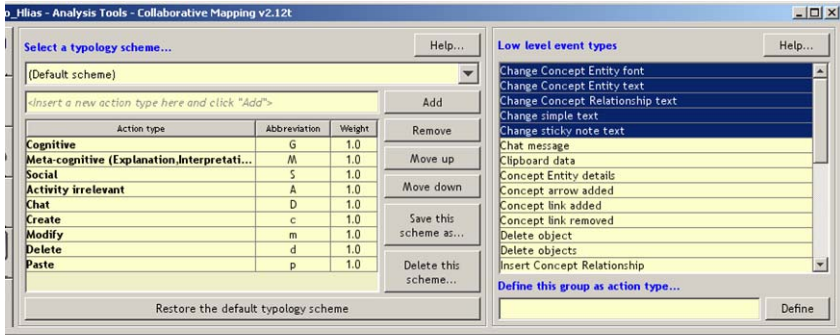 o_Hlias - Analysis Tools - Collaborative Mapping v2.12t
Select a typology scheme...
Help...
(Default scheme)
<insert a new action type here and click "Add">
Add
Action type Abbreviation Weight
Cognitive G 1.0
Meta-cognitive (Explanation,Interpretati... M 1.0
Social S 1.0
Activity irrelevant A 1.0
Chat D 1.0
Create c 1.0
Modify m 1.0
Delete d 1.0
Paste p 1.0
Remove
Move up
Move down
Save this
scheme as...
Delete this
scheme...
Restore the default typology scheme
Low level event types
Help...
Change Concept Entity font
Change Concept Entity text
Change Concept Relationship text
Change simple text
Change sticky note text
Chat message
Clipboard data
Concept Entity details
Concept arrow added
Concept link added
Concept link removed
Delete object
Delete objects
Insert Concept Relationship
Define this group as action type...
Define